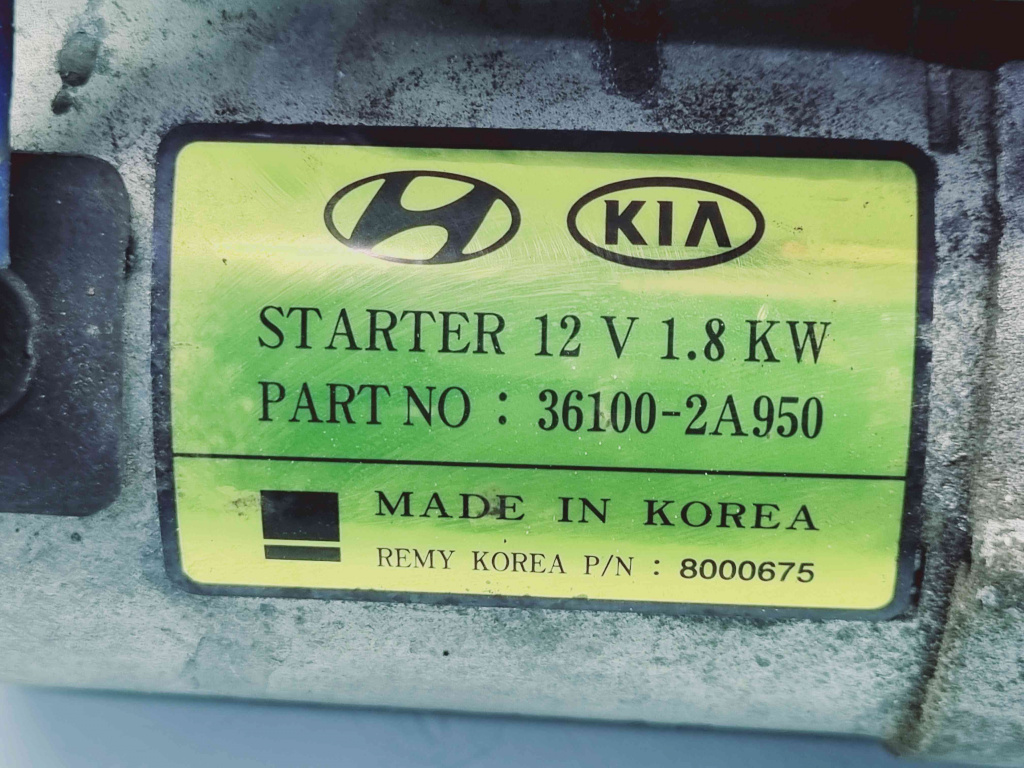 KIA
STARTER 12 V 1.8 KW
PART NO : 36100-2A950
MADE IN KOREA
REMY KOREA P/N : 8000675